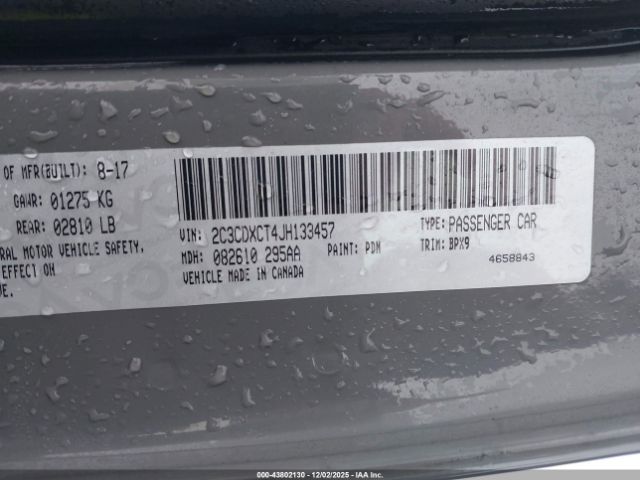 OF MFR(BUILT): 8-17
GAWR: 01275 KG
REAR: 02810 LB
RAL MOTOR VEHICLE SAFETY,
EFFECT ON
E.
VIN: 2C3CDXCT4JH133457
TYPE: PASSENGER CAR
MDH: 082610 295AA
PAINT: PDN
TRIM: BPX9
VEHICLE MADE IN CANADA
4658843
000-43802130 - 12/02/2025 - IAAI.COM